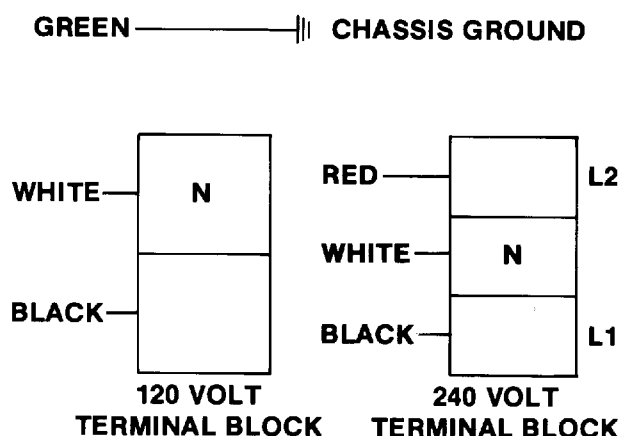 GREEN CHASSIS GROUND
WHITE N
BLACK
120 VOLT
TERMINAL BLOCK
RED L2
WHITE N
BLACK L1
240 VOLT
TERMINAL BLOCK